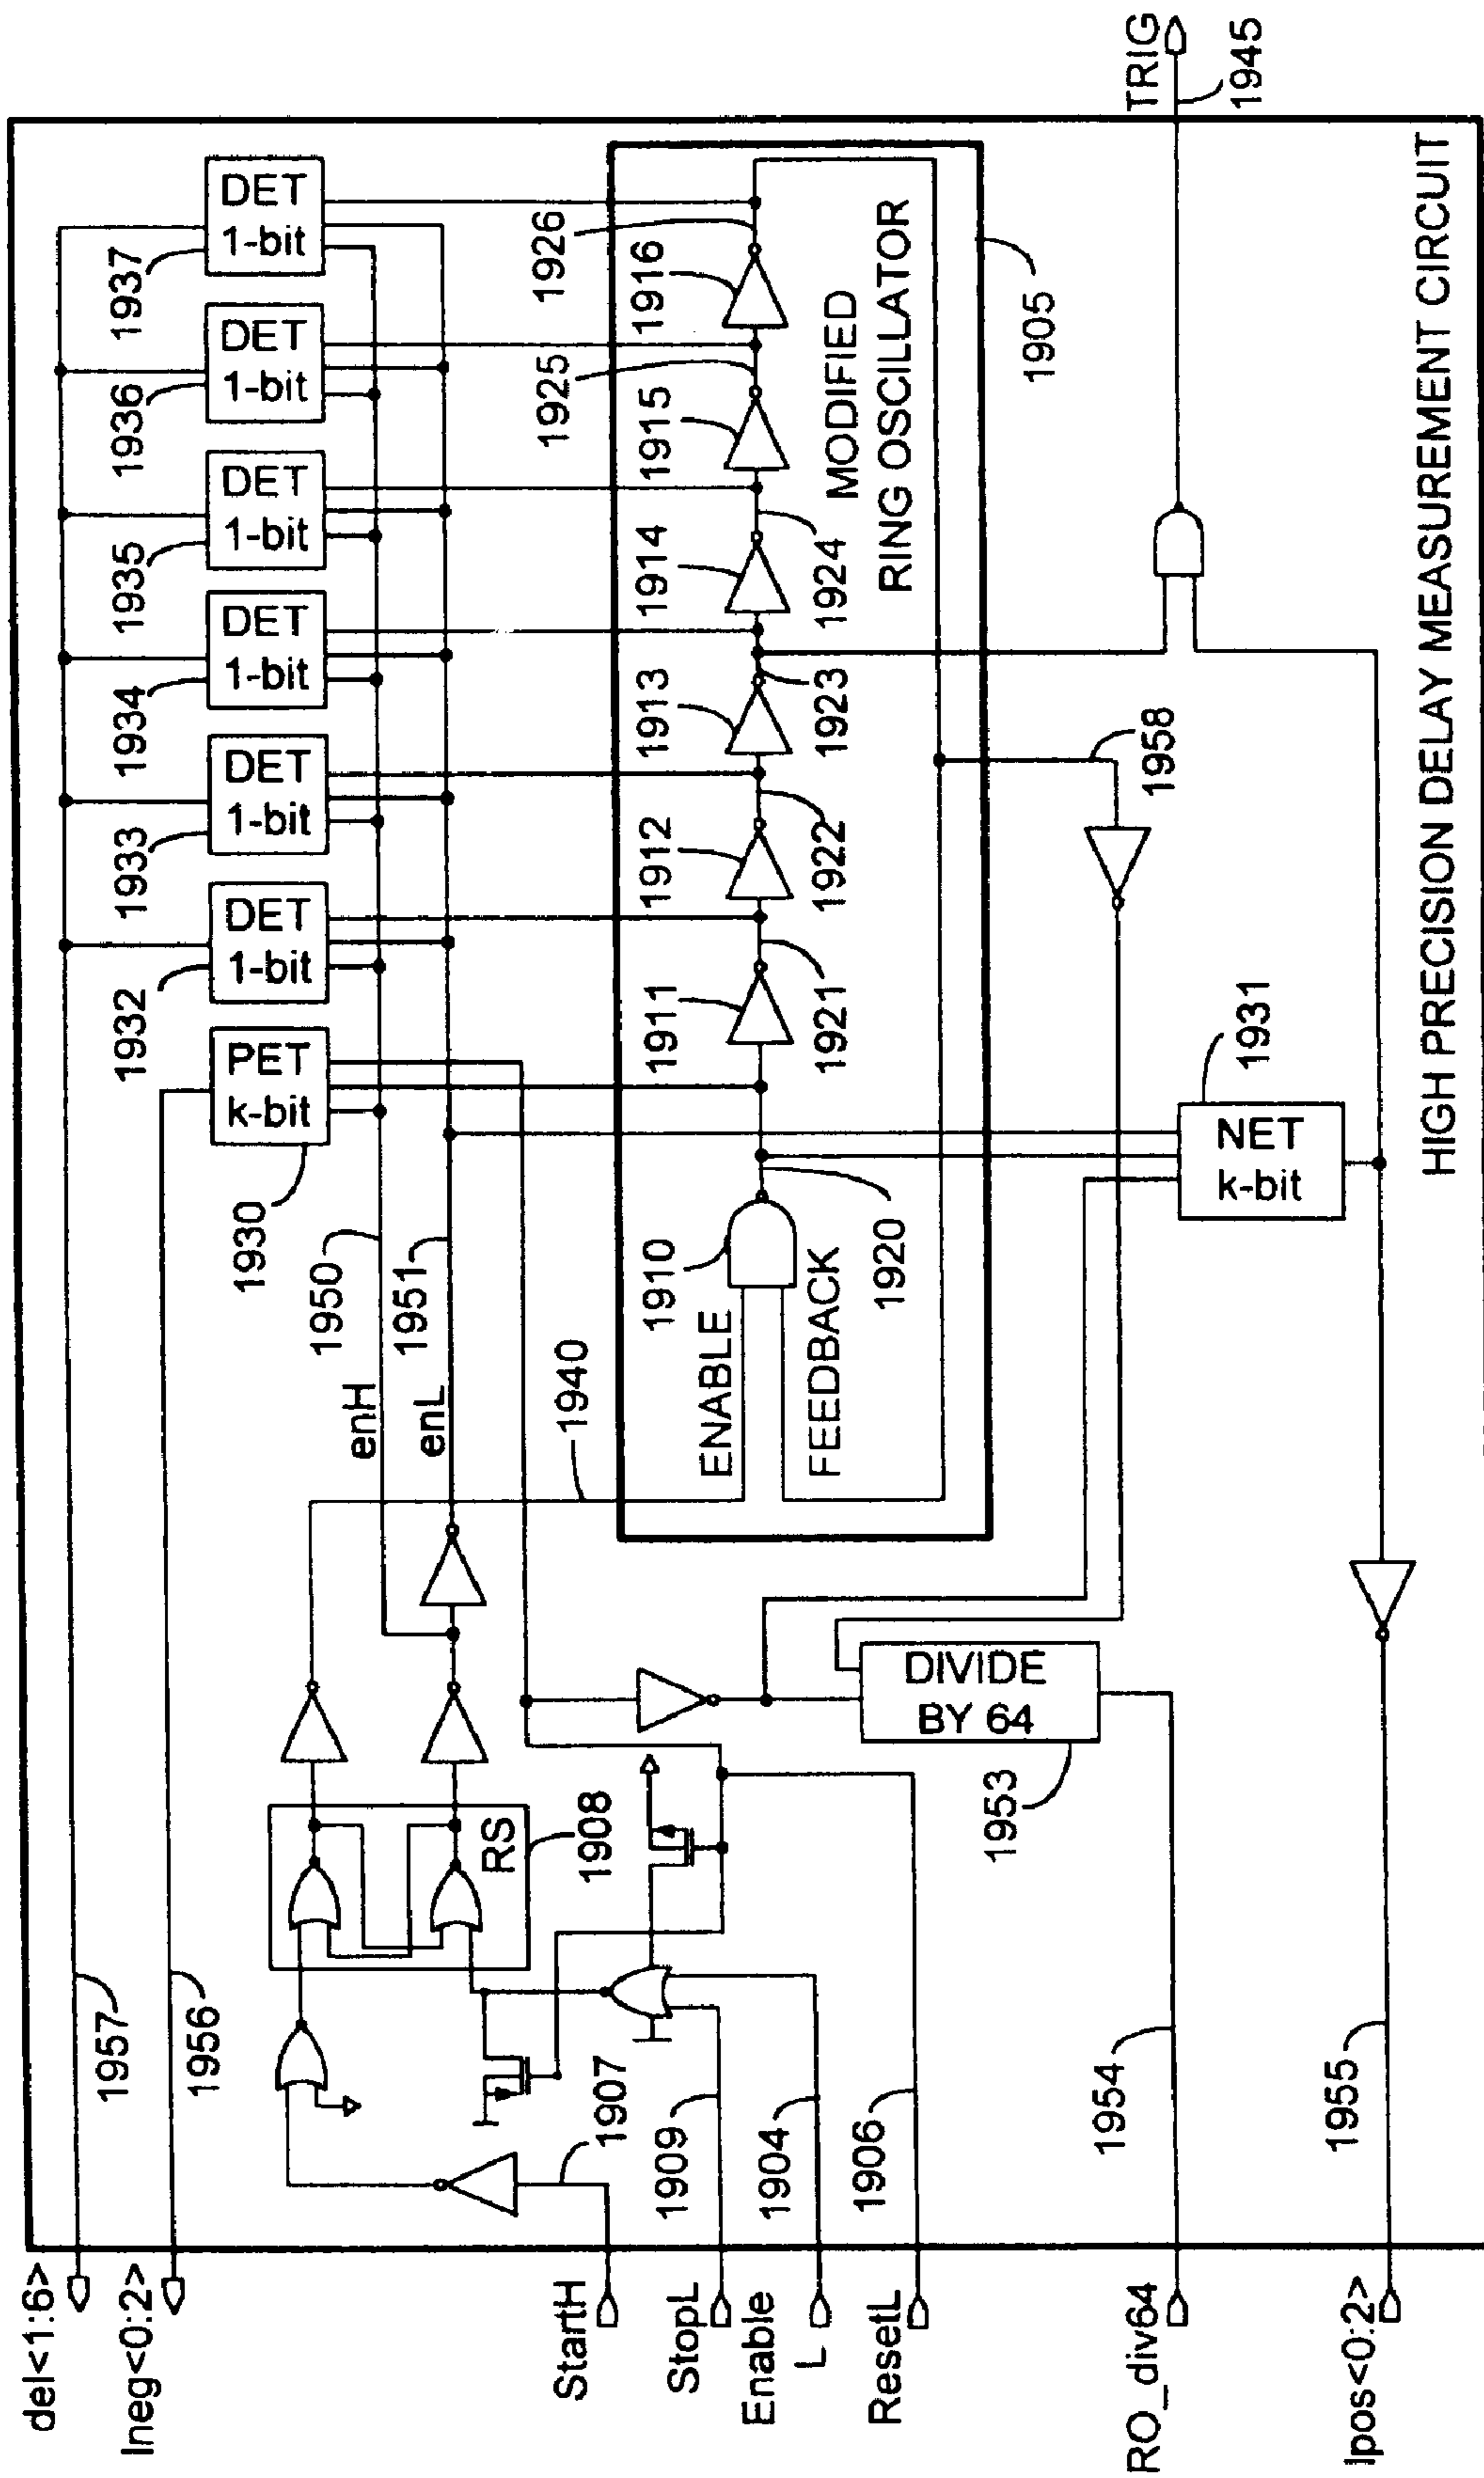 del<1:6>
Ineg<0:2>
StartH
StopL
Enable
L
ResetL
RO_div64
Ipos<0:2>
1957
1956
1907
1909
1904
1906
1954
1955
RS
1908
DIVIDE
BY 64
1953
enH
enL
1950
1951
1940
PET
k-bit
1930
DET
1-bit
1932
DET
1-bit
1933
DET
1-bit
1934
DET
1-bit
1935
DET
1-bit
1936
DET
1-bit
1937
ENABLE
FEEDBACK
1910
1920
1911
1921
1912
1922
1913
1923
1914
1924
1915
1925
1916
1926
MODIFIED
RING OSCILLATOR
1905
NET
k-bit
1931
1958
TRIG
1945
HIGH PRECISION DELAY MEASUREMENT CIRCUIT